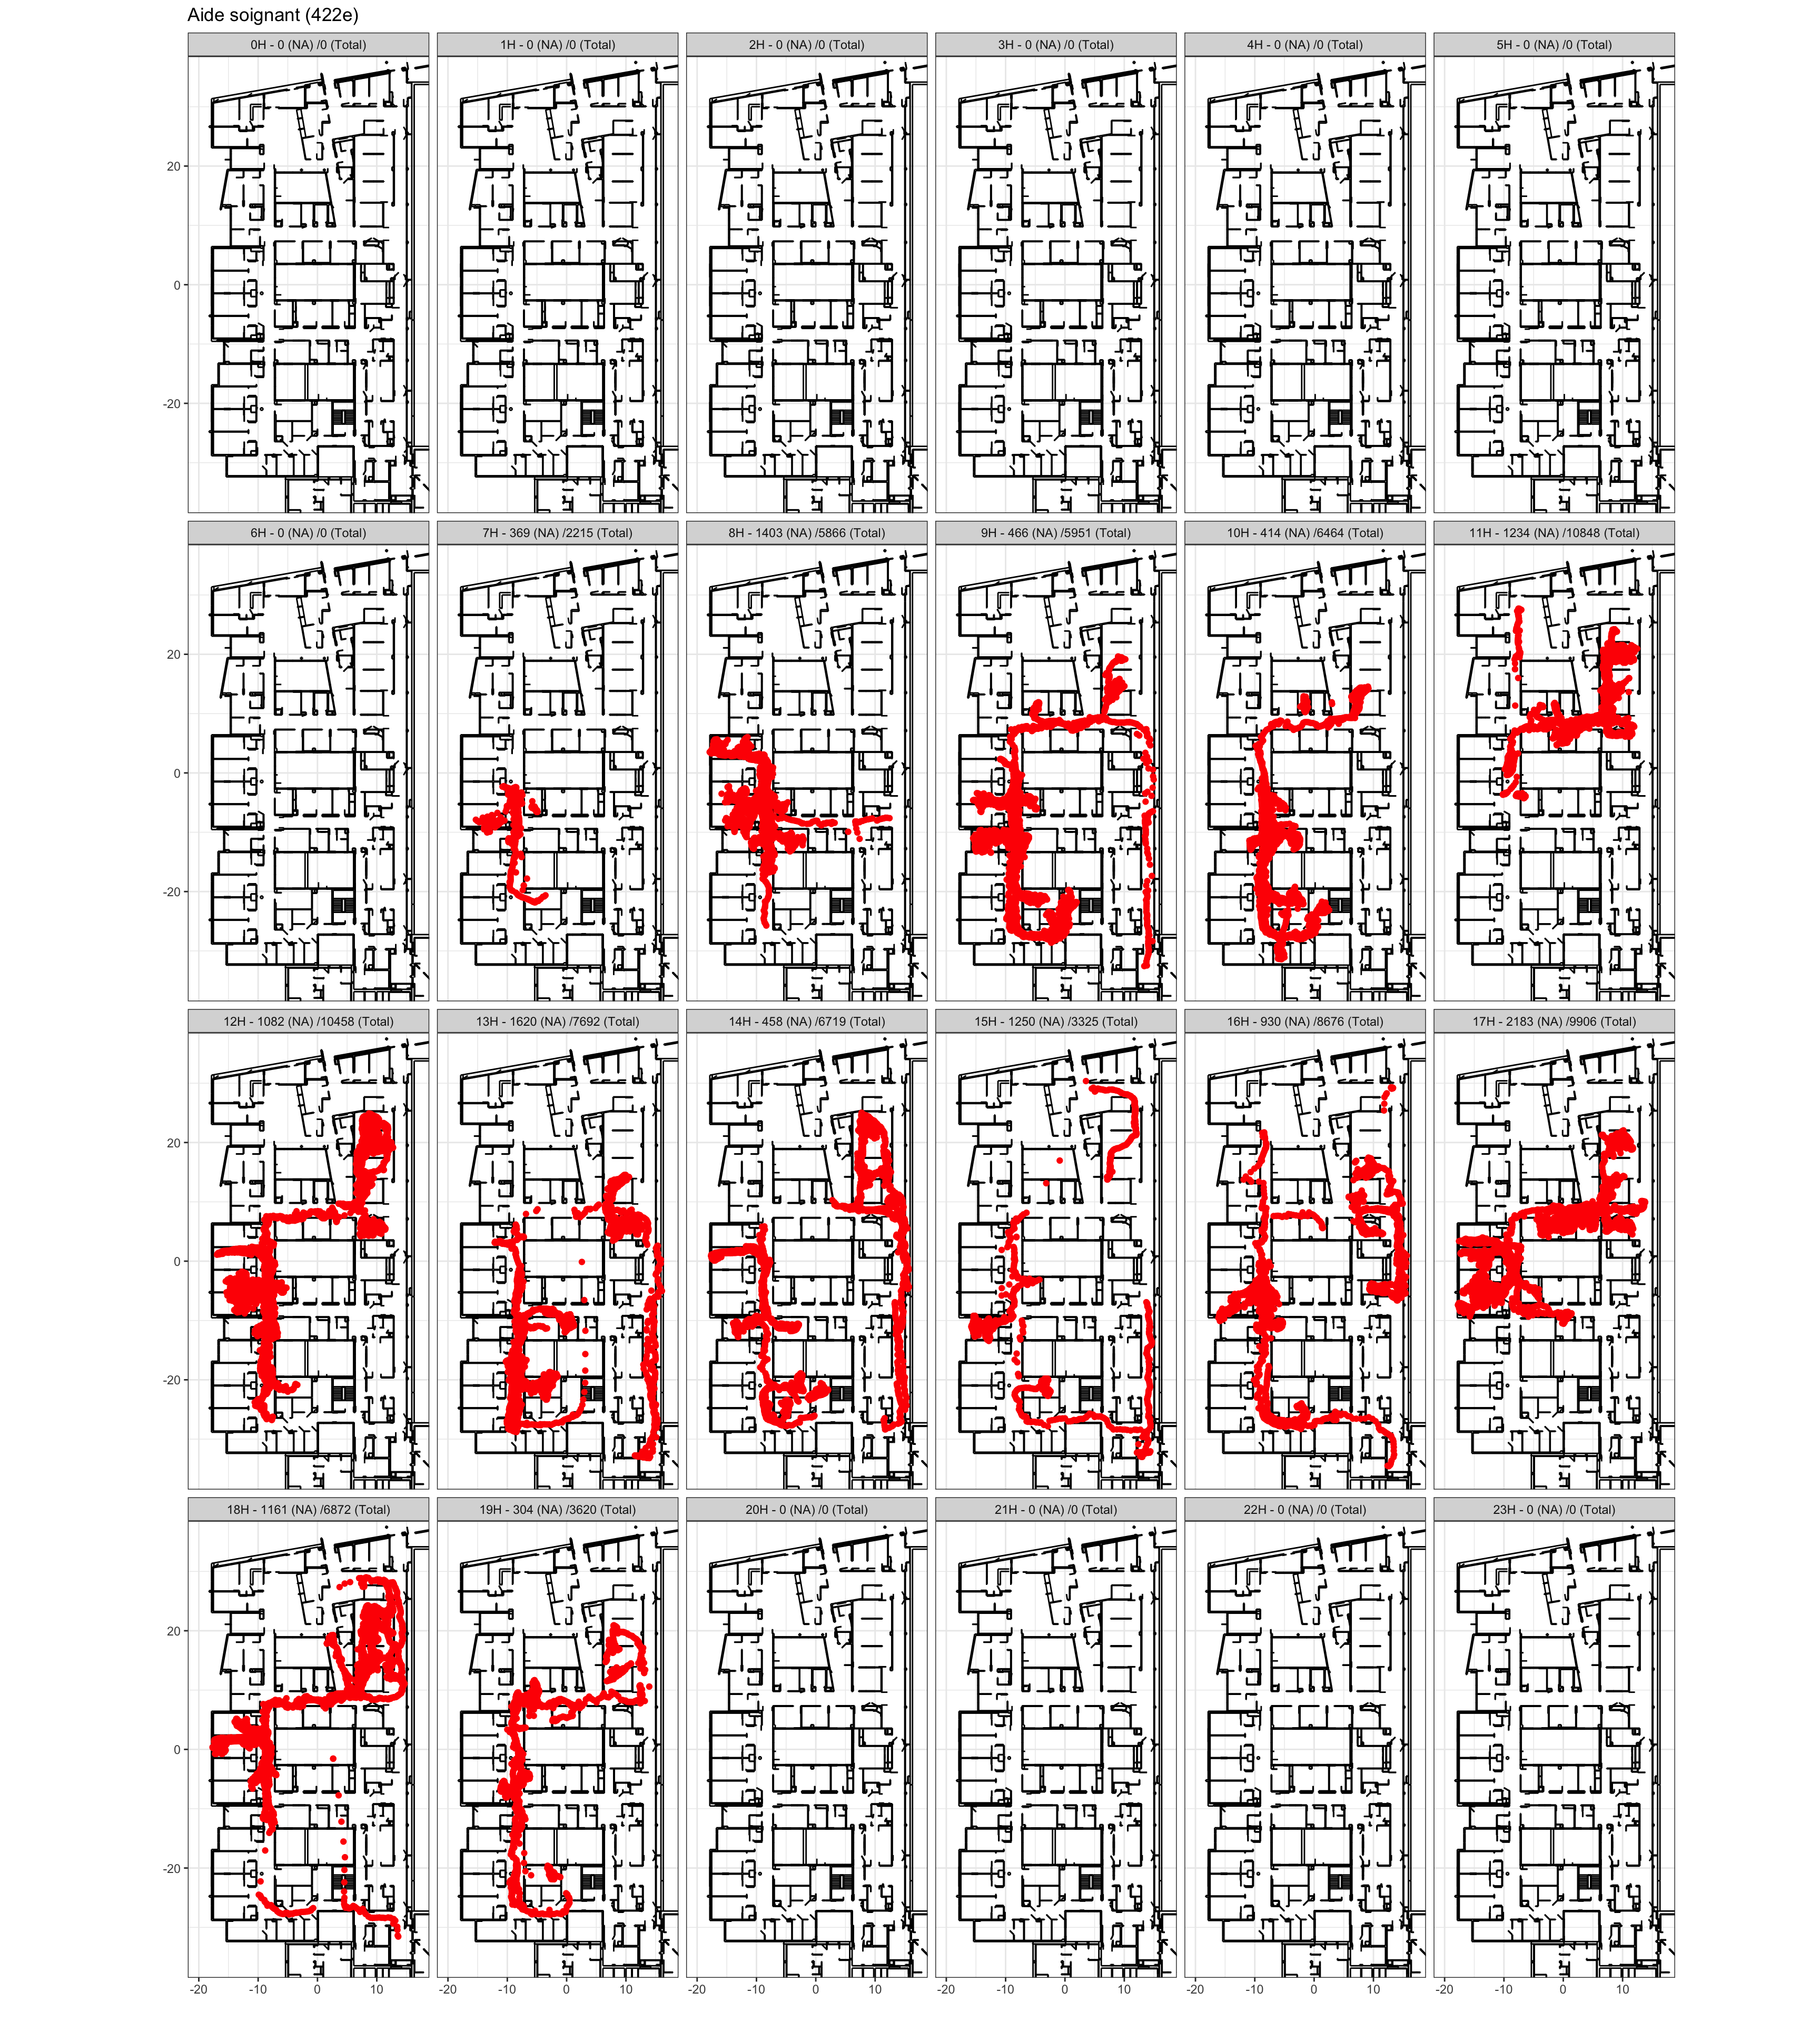 Aide soignant (422e)
0H - 0 (NA) /0 (Total) 1H - 0 (NA) /0 (Total) 2H - 0 (NA) /0 (Total) 3H - 0 (NA) /0 (Total) 4H - 0 (NA) /0 (Total) 5H - 0 (NA) /0 (Total)
20
0
-20
6H - 0 (NA) /0 (Total) 7H - 369 (NA) /2215 (Total) 8H - 1403 (NA) /5866 (Total) 9H - 466 (NA) /5951 (Total) 10H - 414 (NA) /6464 (Total) 11H - 1234 (NA) /10848 (Total)
20
0
-20
12H - 1082 (NA) /10458 (Total) 13H - 1620 (NA) /7692 (Total) 14H - 458 (NA) /6719 (Total) 15H - 1250 (NA) /3325 (Total) 16H - 930 (NA) /8676 (Total) 17H - 2183 (NA) /9906 (Total)
20
0
-20
18H - 1161 (NA) /6872 (Total) 19H - 304 (NA) /3620 (Total) 20H - 0 (NA) /0 (Total) 21H - 0 (NA) /0 (Total) 22H - 0 (NA) /0 (Total) 23H - 0 (NA) /0 (Total)
20
0
-20
-20 -10 0 10 -20 -10 0 10 -20 -10 0 10 -20 -10 0 10 -20 -10 0 10 -20 -10 0 10